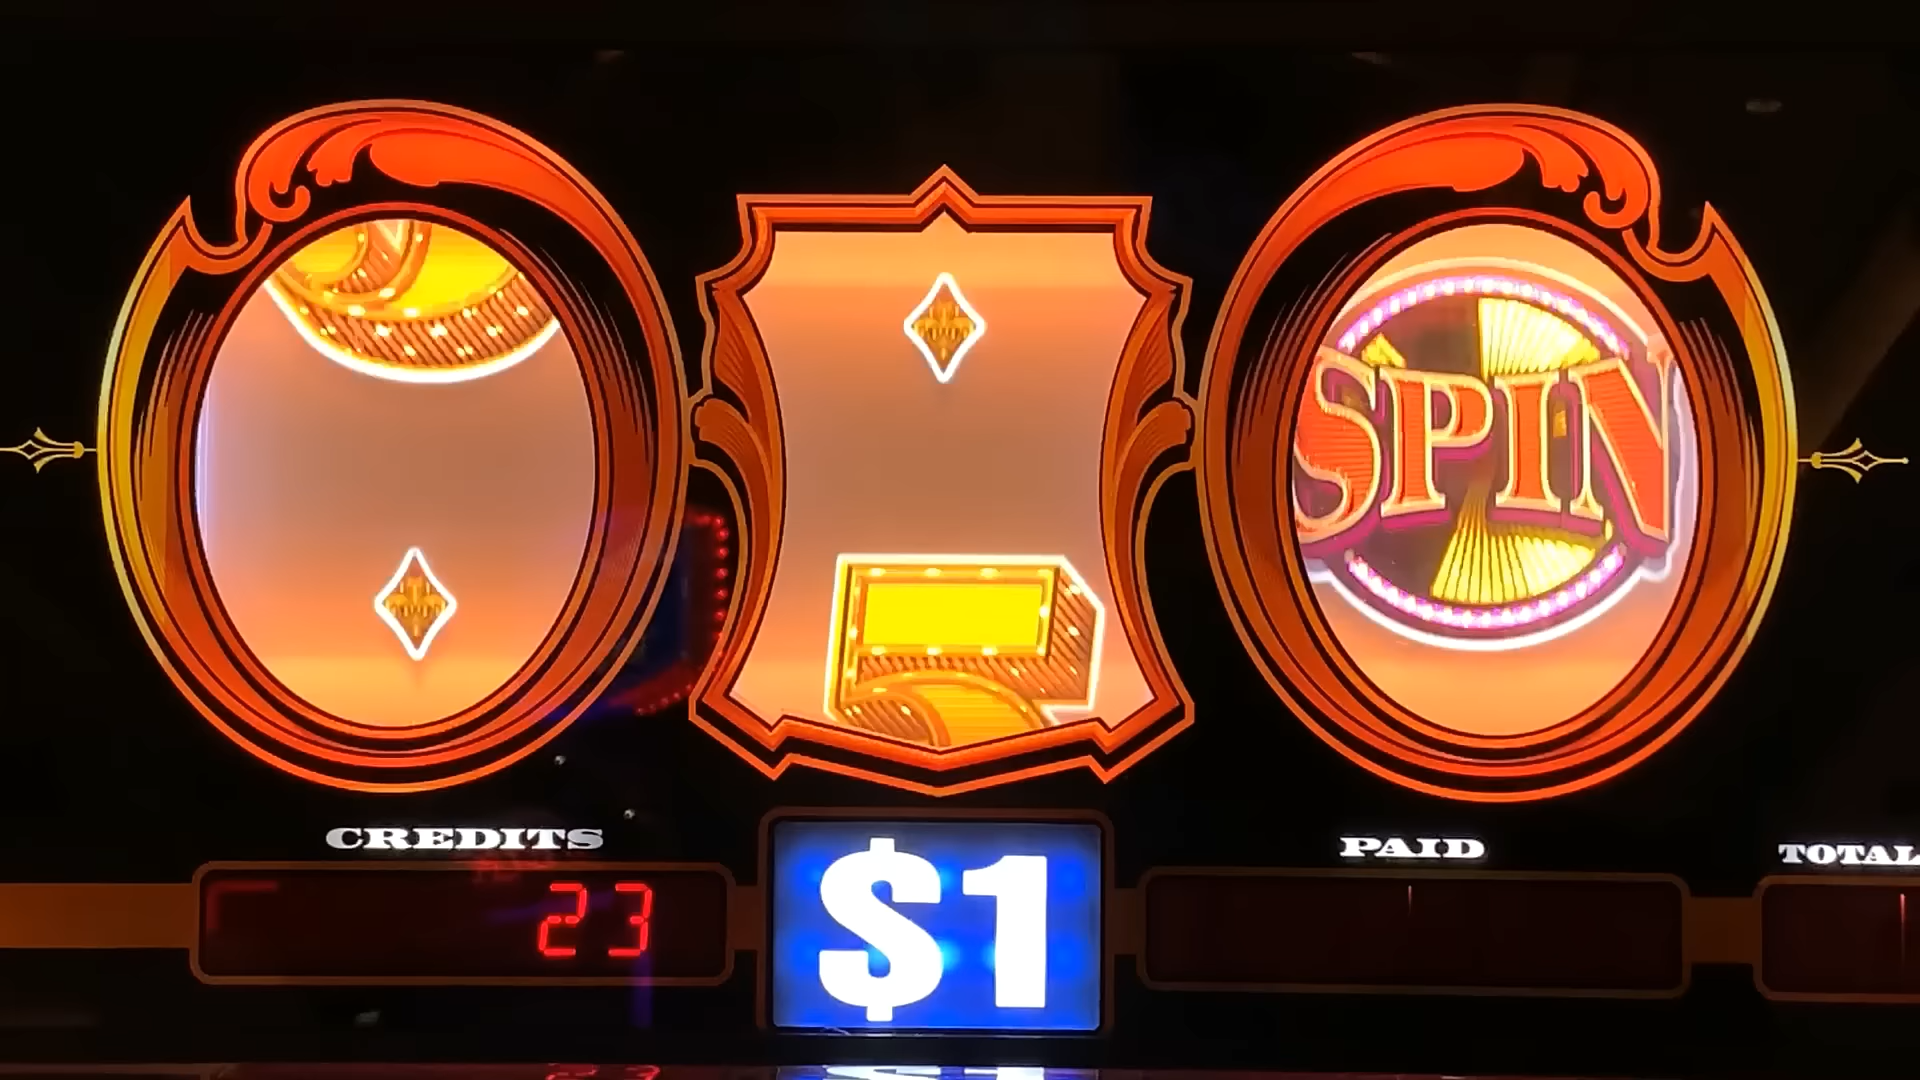 SPIN
CREDITS
PAID
TOTAL
23
$1